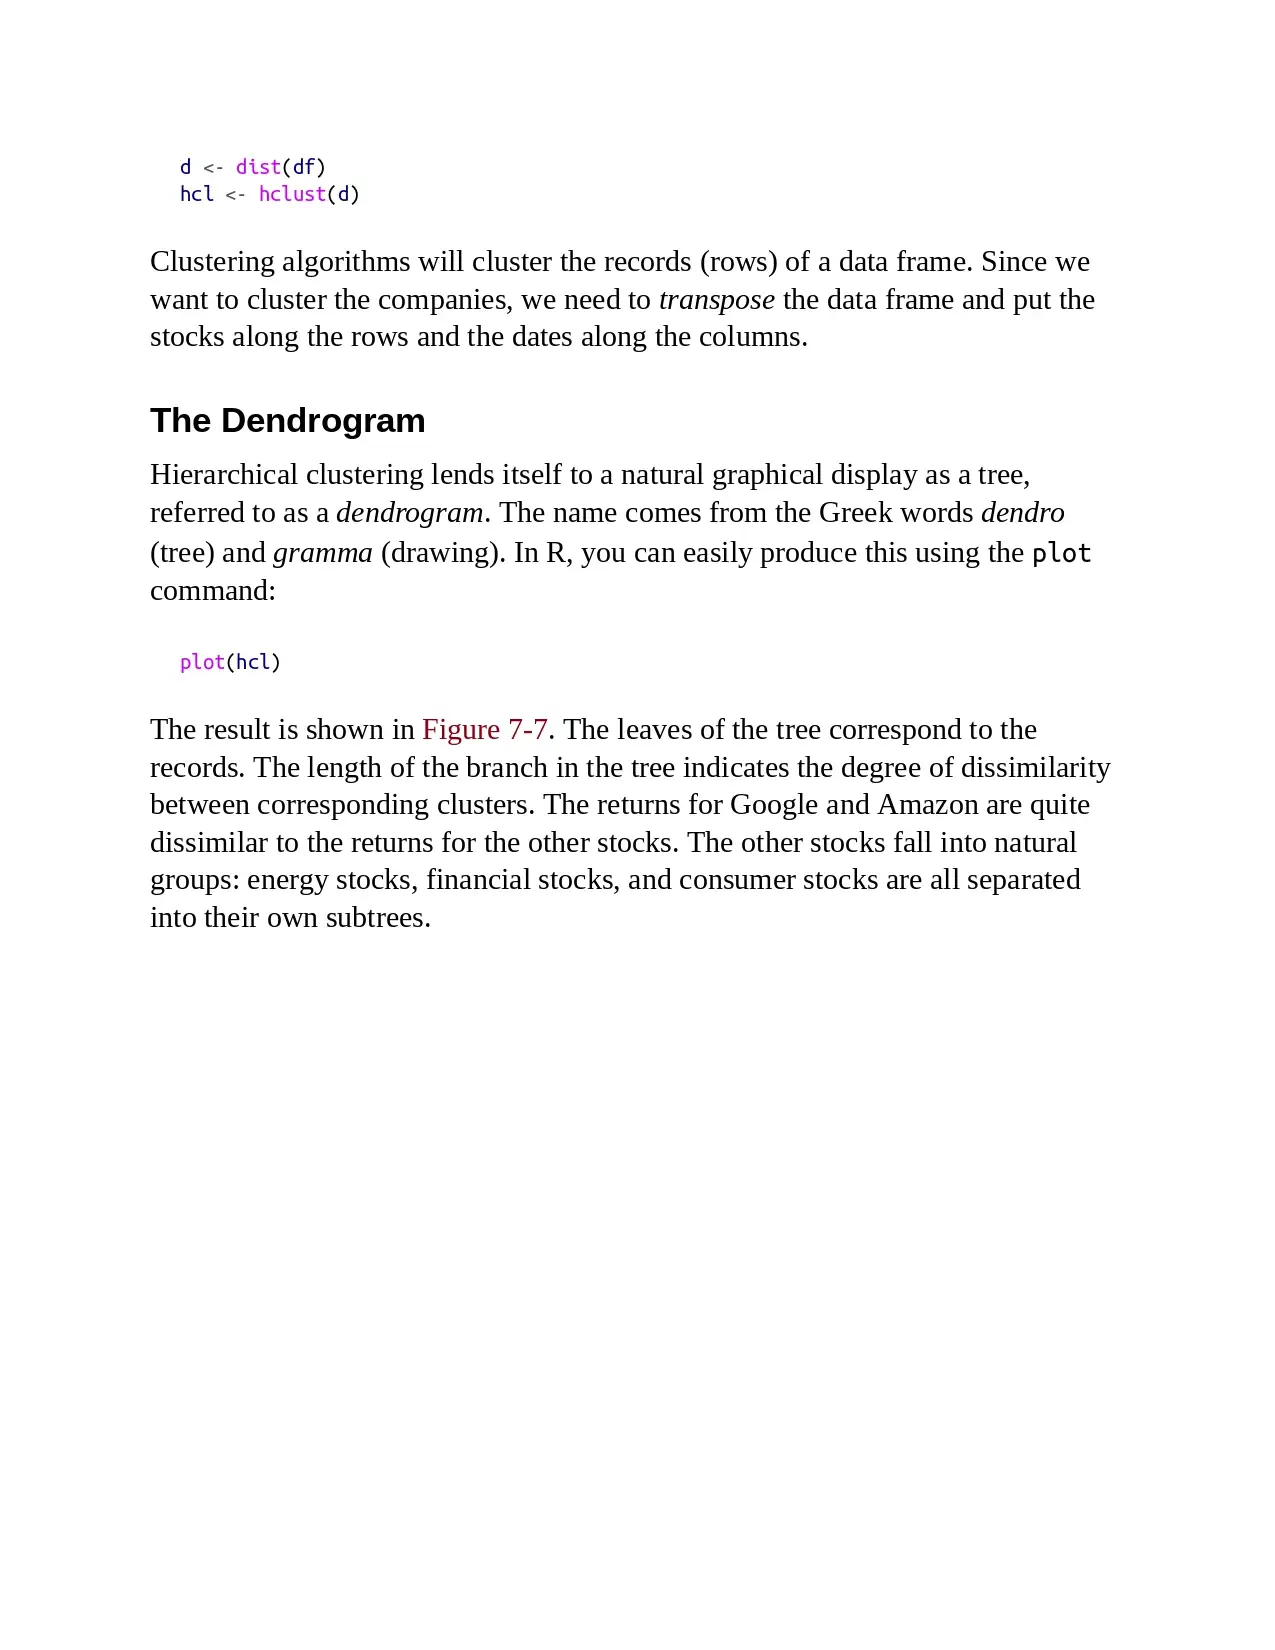 d <- dist(df)
hcl <- hclust(d)
Clustering algorithms will cluster the records (rows) of a data frame. Since we
want to cluster the companies, we need to transpose the data frame and put the
stocks along the rows and the dates along the columns.
The Dendrogram
Hierarchical clustering lends itself to a natural graphical display as a tree,
referred to as a dendrogram. The name comes from the Greek words dendro
(tree) and gramma (drawing). In R, you can easily produce this using the plot
command:
plot(hcl)
The result is shown in Figure 7-7. The leaves of the tree correspond to the
records. The length of the branch in the tree indicates the degree of dissimilarity
between corresponding clusters. The returns for Google and Amazon are quite
dissimilar to the returns for the other stocks. The other stocks fall into natural
groups: energy stocks, financial stocks, and consumer stocks are all separated
into their own subtrees.